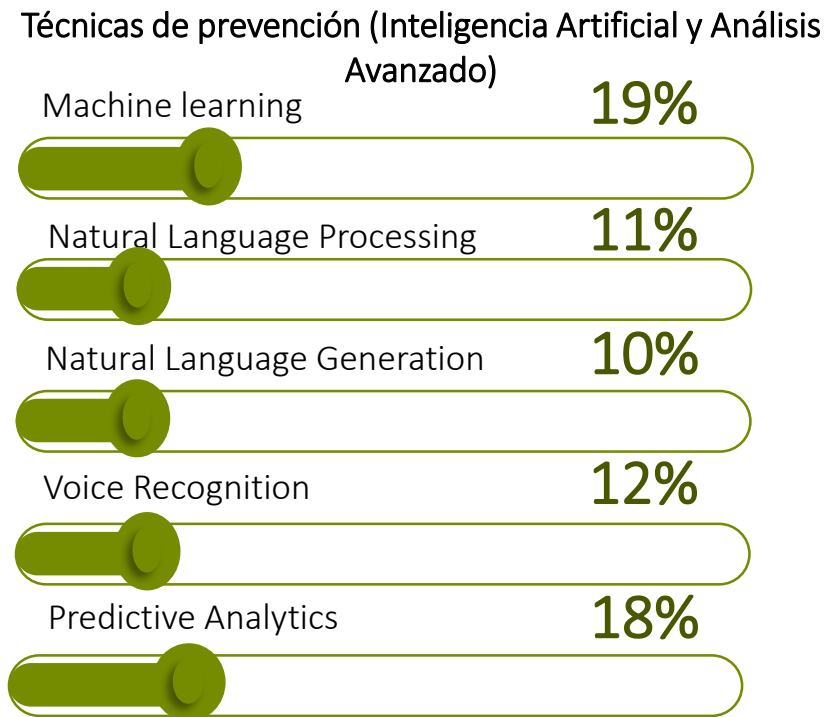 Técnicas de prevención (Inteligencia Artificial y Análisis
Avanzado)
Machine learning
19%
Natural Language Processing
11%
Natural Language Generation
10%
Voice Recognition
12%
Predictive Analytics
18%